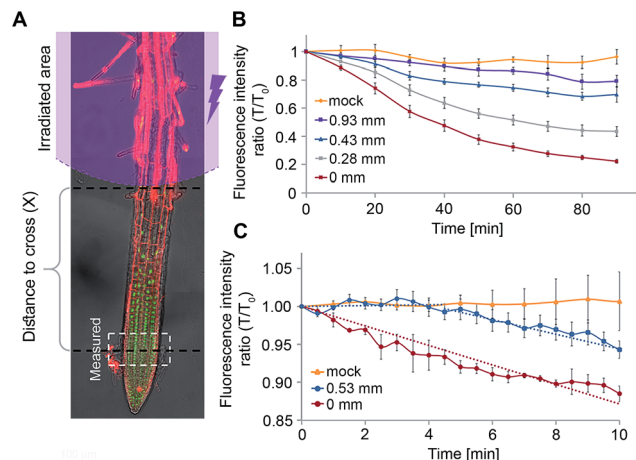 A
Irradiated area
Distance to cross (X)
Measured
B
Fluorescence intensity
ratio (T/T₀)
1
0.8
0.6
0.4
0.2
0
mock
0.93 mm
0.43 mm
0.28 mm
0 mm
0 20 40 60 80
Time [min]
C
Fluorescence intensity
ratio (T/T₀)
1.05
1.00
0.95
0.90
0.85
mock
0.53 mm
0 mm
0 2 4 6 8 10
Time [min]